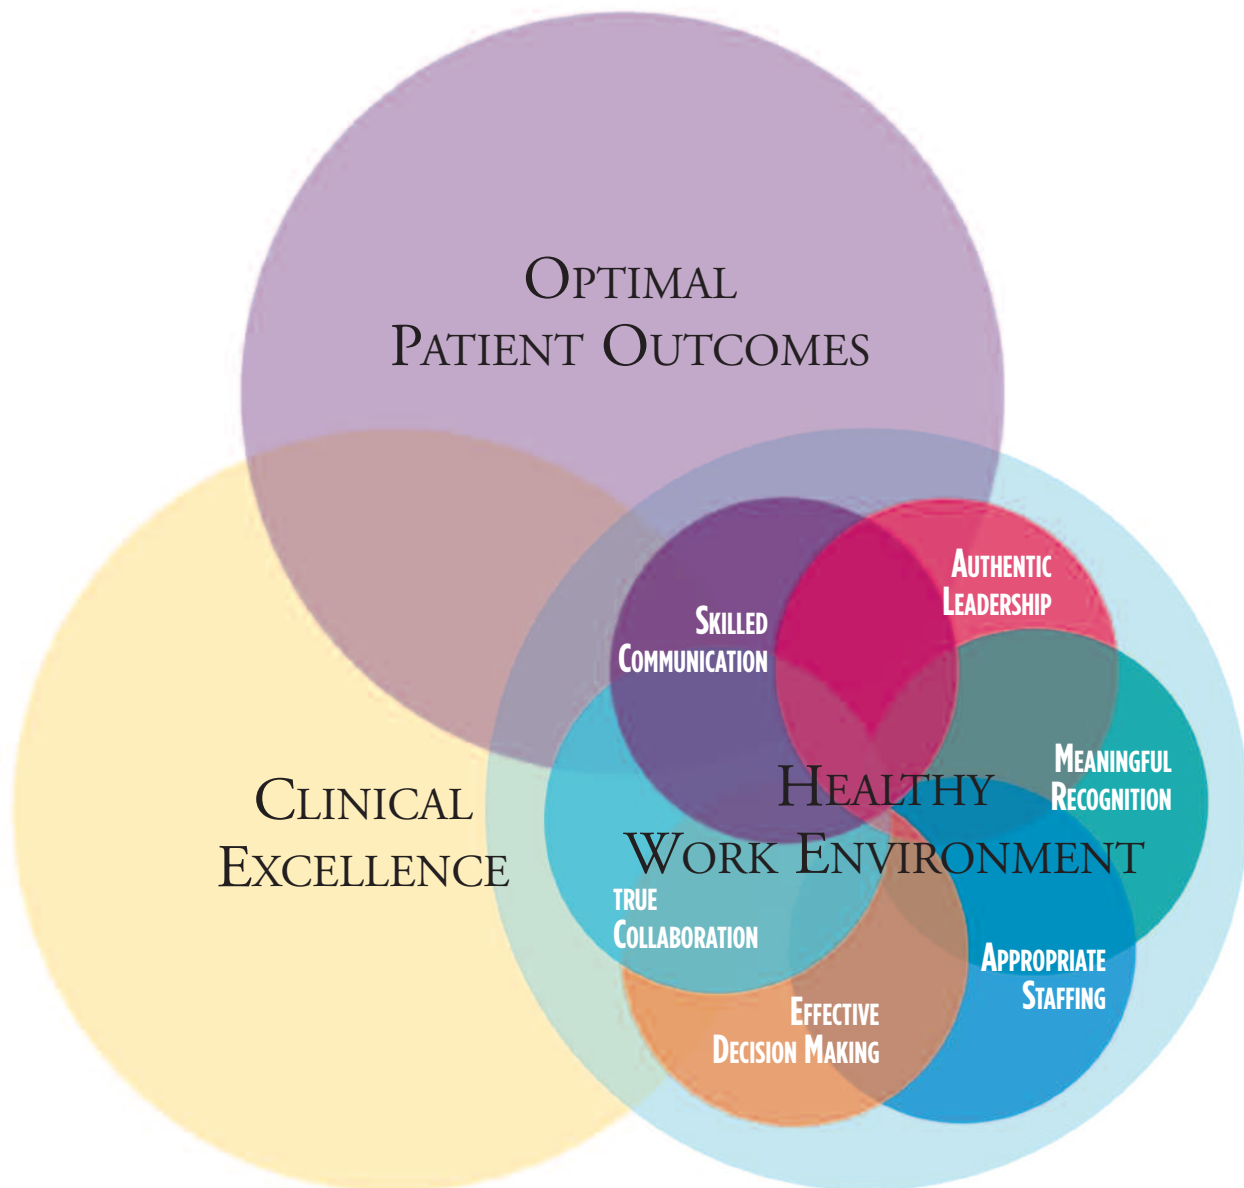 Optimal
Patient Outcomes
Authentic
Leadership
Skilled
Communication
Meaningful
Recognition
Healthy
Work Environment
Clinical
Excellence
true
Collaboration
Appropriate
Staffing
Effective
Decision Making